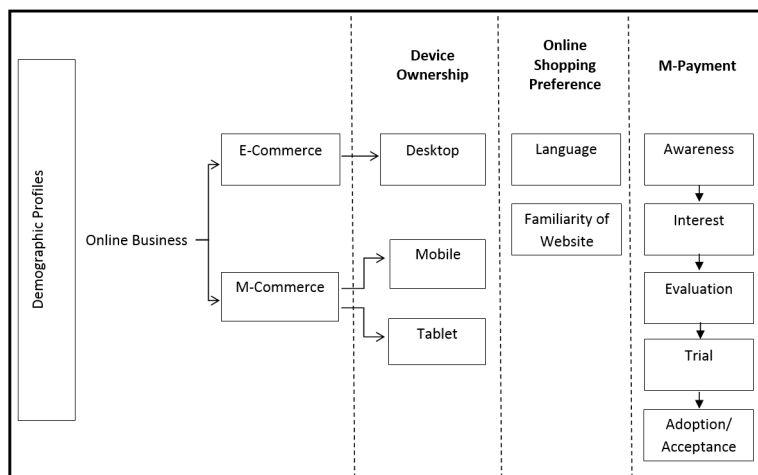 Demographic Profiles
Online Business
E-Commerce
M-Commerce
Device
Ownership
Desktop
Mobile
Tablet
Online
Shopping
Preference
Language
Familiarity of
Website
M-Payment
Awareness
Interest
Evaluation
Trial
Adoption/
Acceptance